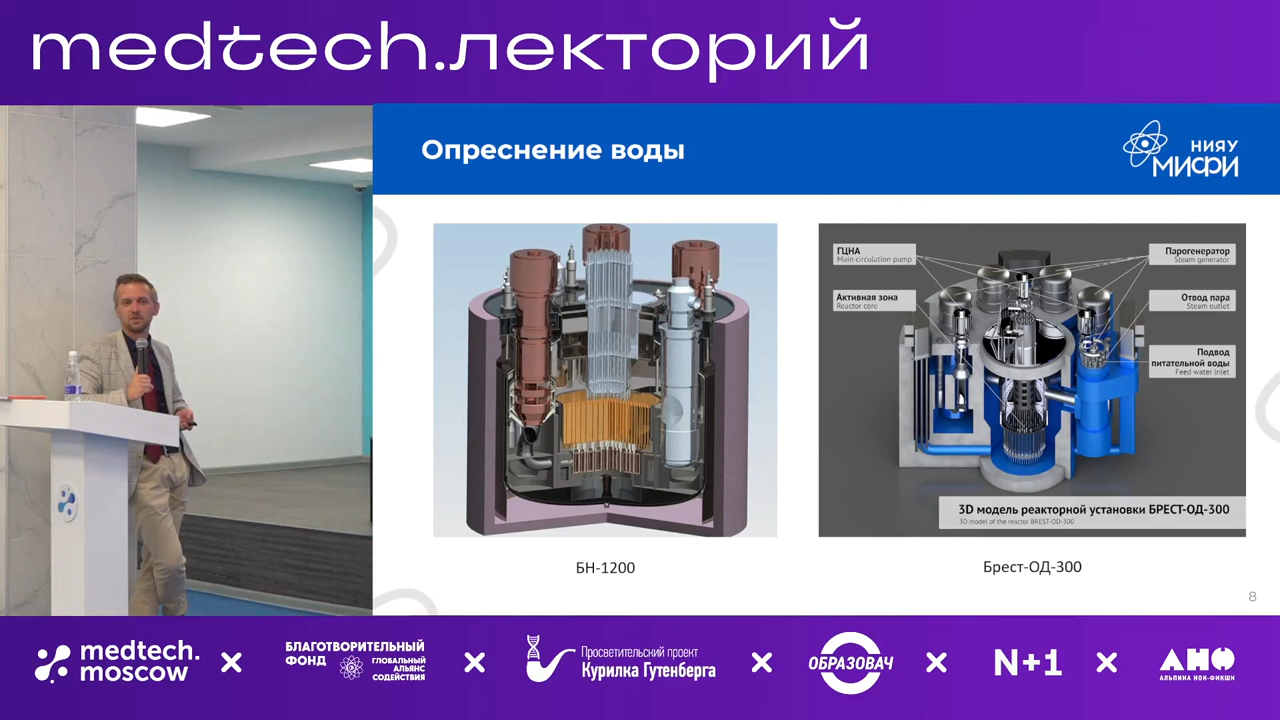 medtech.лекторий
Опреснение воды
НИЯУ
МИФИ
ГЦНА
Main circulation pump
Активная зона
Reactor core
Парогенератор
Steam generator
Отвод пара
Steam outlet
Подвод
питательной воды
Feed water inlet
3D модель реакторной установки БРЕСТ-ОД-300
3D model of the reactor BREST-OD-300
БН-1200
Брест-ОД-300
8
medtech.
moscow
БЛАГОТВОРИТЕЛЬНЫЙ
ФОНД
ГЛОБАЛЬНЫЙ
АЛЬЯНС
СОДЕЙСТВИЯ
Просветительский проект
Курилка Гутенберга
ОБРАЗОВАЧ
N+1
АНФ
АЛЬПИНА НОН-ФИКШН